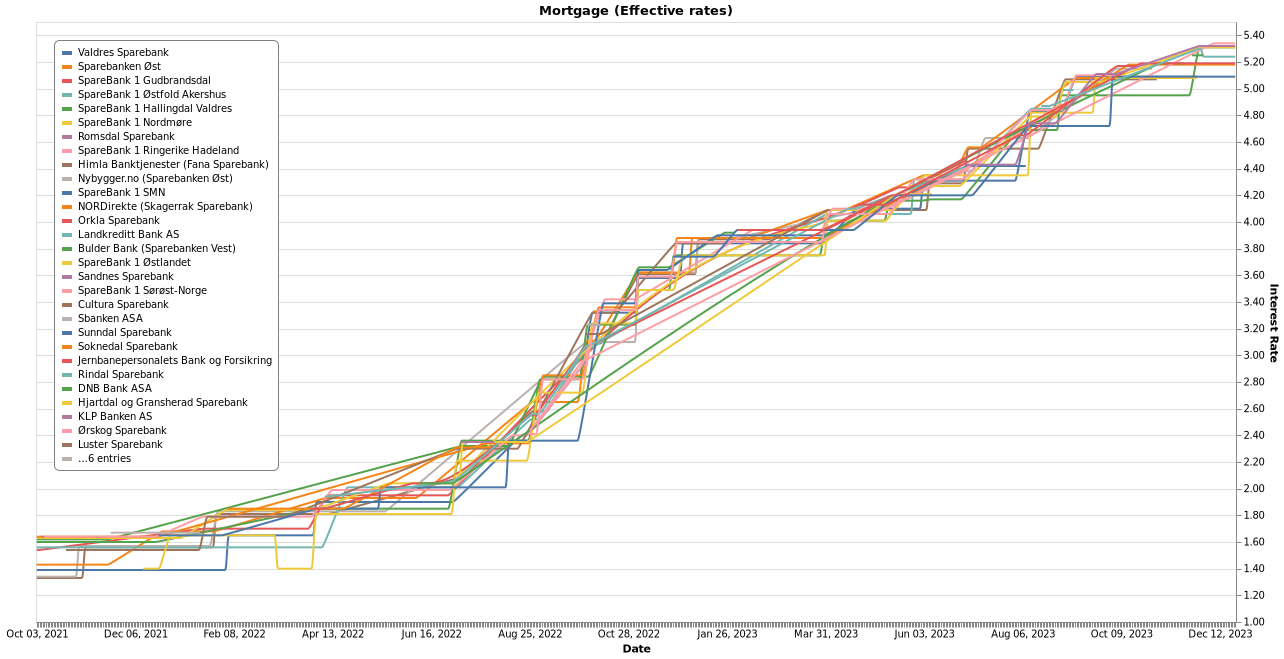 Mortgage (Effective rates)
Valdres Sparebank
Sparebanken Øst
SpareBank 1 Gudbrandsdal
SpareBank 1 Østfold Akershus
SpareBank 1 Hallingdal Valdres
SpareBank 1 Nordmøre
Romsdal Sparebank
SpareBank 1 Ringerike Hadeland
Himla Banktjenester (Fana Sparebank)
Nybygger.no (Sparebanken Øst)
SpareBank 1 SMN
NORDirekte (Skagerrak Sparebank)
Orkla Sparebank
Landkreditt Bank AS
Bulder Bank (Sparebanken Vest)
SpareBank 1 Østlandet
Sandnes Sparebank
SpareBank 1 Sørøst-Norge
Cultura Sparebank
Sbanken ASA
Sunndal Sparebank
Soknedal Sparebank
Jernbanepersonalets Bank og Forsikring
Rindal Sparebank
DNB Bank ASA
Hjartdal og Gransherad Sparebank
KLP Banken AS
Ørskog Sparebank
Luster Sparebank
...6 entries
5.40
5.20
5.00
4.80
4.60
4.40
4.20
4.00
3.80
3.60
3.40
3.20
3.00
2.80
2.60
2.40
2.20
2.00
1.80
1.60
1.40
1.20
1.00
Interest Rate
Oct 03, 2021 Dec 06, 2021 Feb 08, 2022 Apr 13, 2022 Jun 16, 2022 Aug 25, 2022 Oct 28, 2022 Jan 26, 2023 Mar 31, 2023 Jun 03, 2023 Aug 06, 2023 Oct 09, 2023 Dec 12, 2023
Date